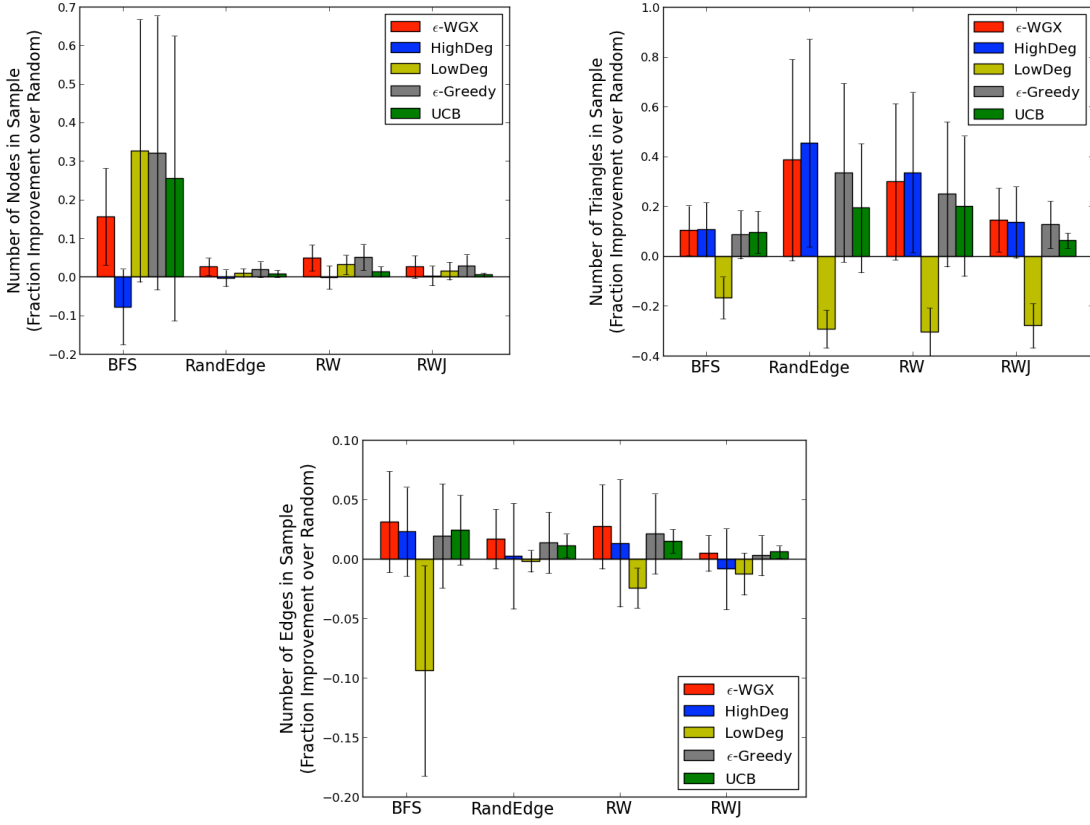 Number of Nodes in Sample
(Fraction Improvement over Random)
0.7
0.6
0.5
0.4
0.3
0.2
0.1
0.0
−0.1
−0.2
BFS
RandEdge
RW
RWJ
ϵ-WGX
HighDeg
LowDeg
ϵ-Greedy
UCB
Number of Triangles in Sample
(Fraction Improvement over Random)
1.0
0.8
0.6
0.4
0.2
0.0
−0.2
−0.4
BFS
RandEdge
RW
RWJ
ϵ-WGX
HighDeg
LowDeg
ϵ-Greedy
UCB
Number of Edges in Sample
(Fraction Improvement over Random)
0.10
0.05
0.00
−0.05
−0.10
−0.15
−0.20
BFS
RandEdge
RW
RWJ
ϵ-WGX
HighDeg
LowDeg
ϵ-Greedy
UCB